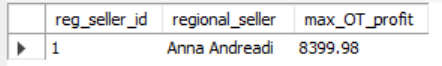 reg_seller_id regional_seller max_OT_profit
1 Anna Andreadi 8399.98